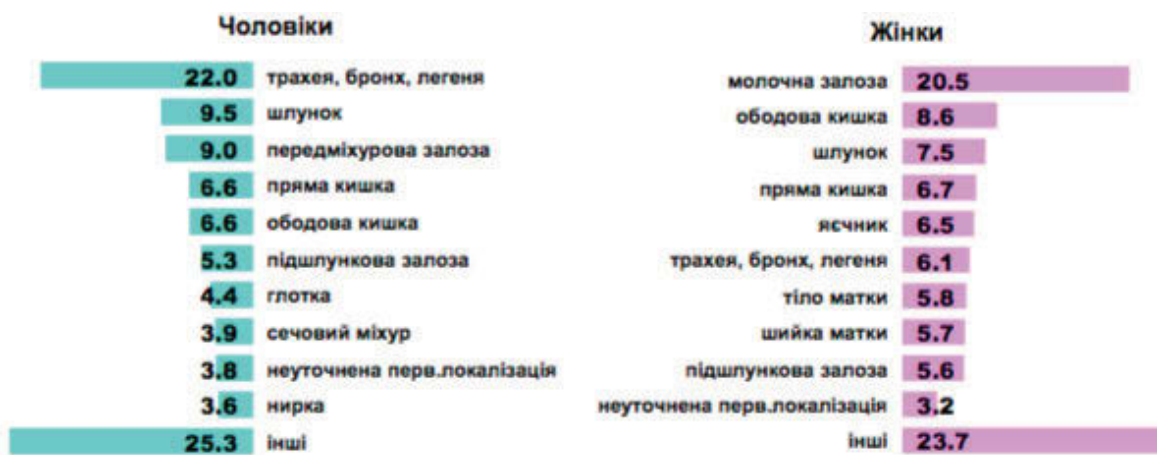 Чоловіки
22.0 трахея, бронх, легеня
9.5 шлунок
9.0 передміхурова залоза
6.6 пряма кишка
6.6 ободова кишка
5.3 підшлункова залоза
4.4 глотка
3.9 сечовий міхур
3.8 неуточнена перв.локалізація
3.6 нирка
25.3 інші
Жінки
молочна залоза 20.5
ободова кишка 8.6
шлунок 7.5
пряма кишка 6.7
яєчник 6.5
трахея, бронх, легеня 6.1
тіло матки 5.8
шийка матки 5.7
підшлункова залоза 5.6
неуточнена перв.локалізація 3.2
інші 23.7